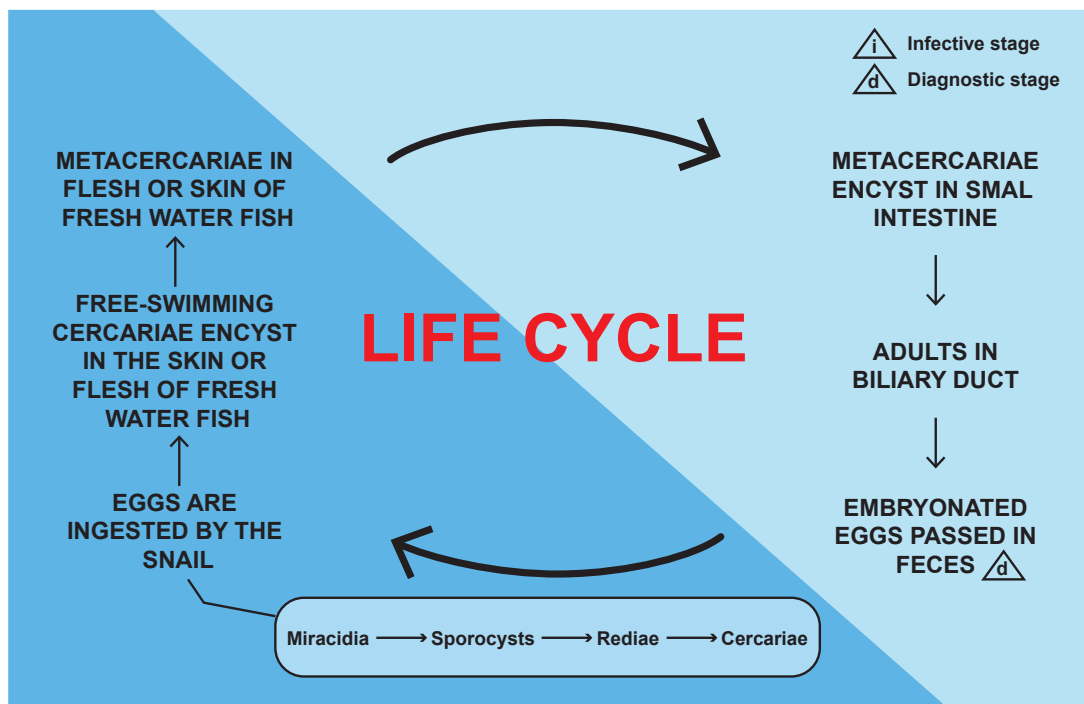 i Infective stage
d Diagnostic stage
METACERCARIAE IN
FLESH OR SKIN OF
FRESH WATER FISH
FREE-SWIMMING
CERCARIAE ENCYST
IN THE SKIN OR
FLESH OF FRESH
WATER FISH
EGGS ARE
INGESTED BY THE
SNAIL
LIFE CYCLE
METACERCARIAE
ENCYST IN SMAL
INTESTINE
ADULTS IN
BILIARY DUCT
EMBRYONATED
EGGS PASSED IN
FECES d
Miracidia Sporocysts Rediae Cercariae